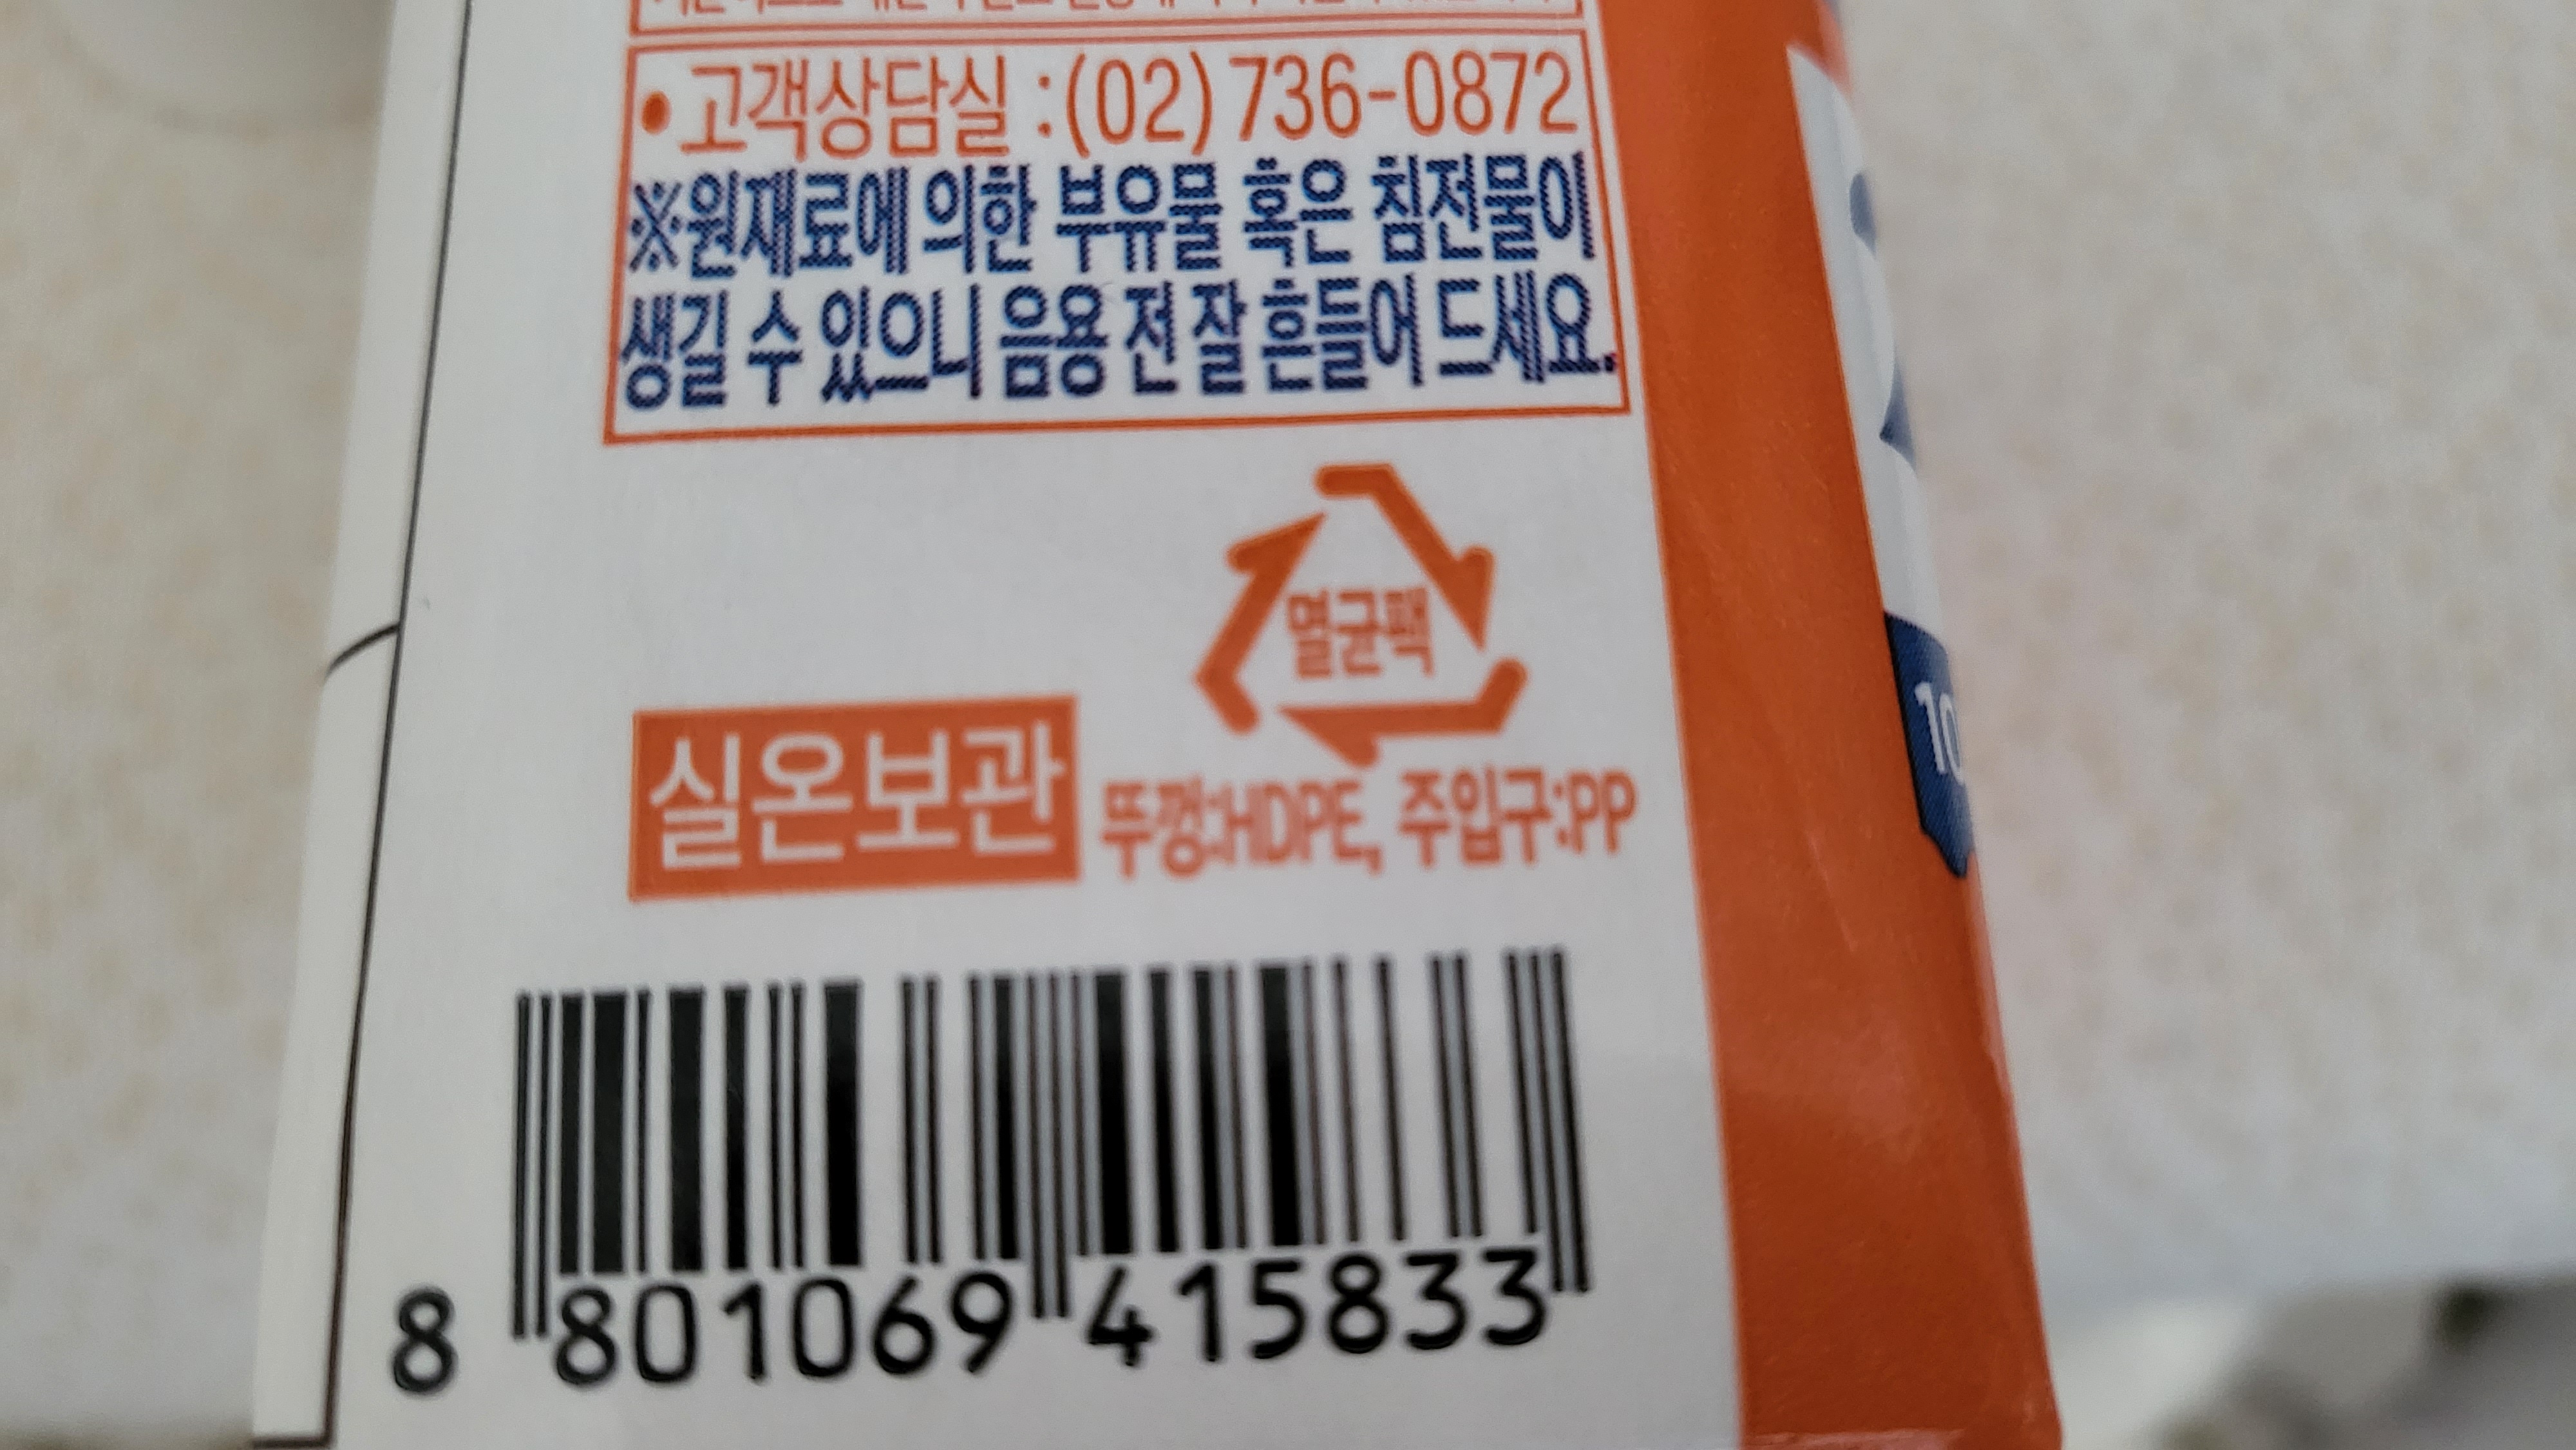 • 고객상담실 : (02) 736-0872
※원재료에 의한 부유물 혹은 침전물이
생길 수 있으니 음용 전 잘 흔들어 드세요.
멸균팩
실온보관
뚜껑:HDPE, 주입구:PP
10
8 801069 415833